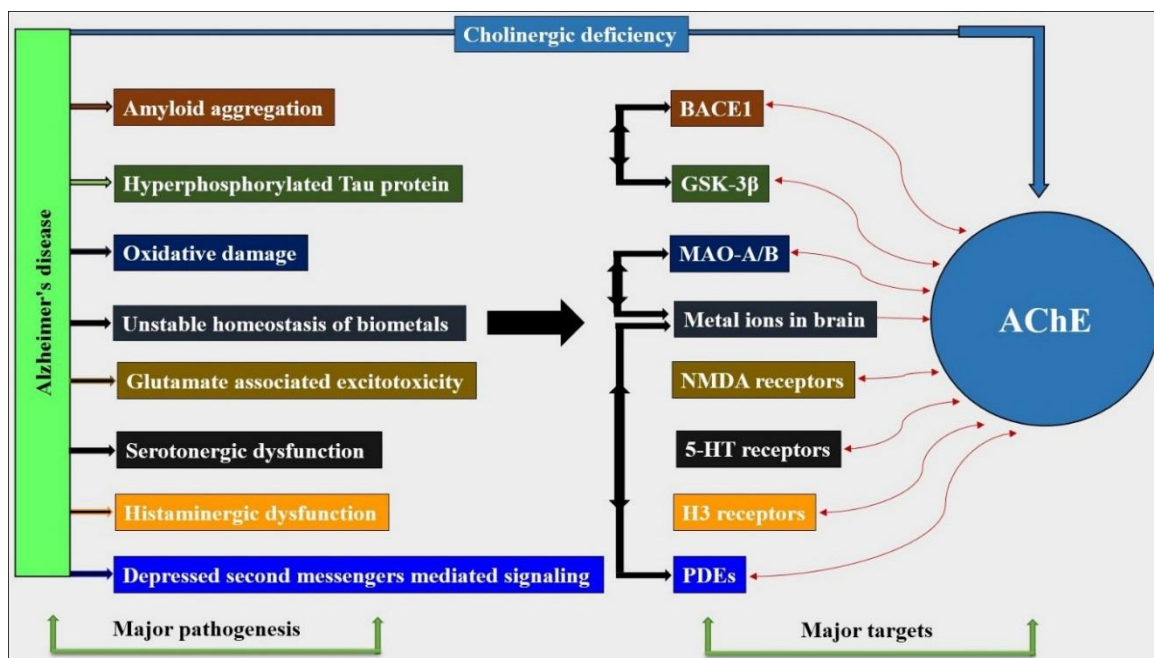 Cholinergic deficiency
Alzheimer's disease
Amyloid aggregation
Hyperphosphorylated Tau protein
Oxidative damage
Unstable homeostasis of biometals
Glutamate associated excitotoxicity
Serotonergic dysfunction
Histaminergic dysfunction
Depressed second messengers mediated signaling
Major pathogenesis
BACE1
GSK-3β
MAO-A/B
Metal ions in brain
NMDA receptors
5-HT receptors
H3 receptors
PDEs
Major targets
AChE